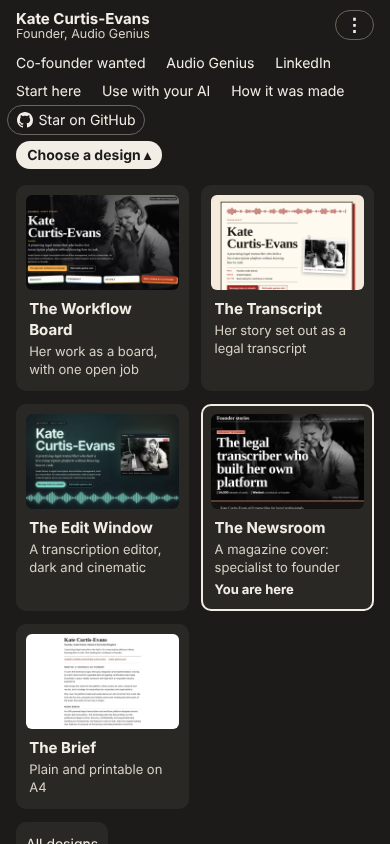 Kate Curtis-Evans
Founder, Audio Genius
Co-founder wanted
Audio Genius
LinkedIn
Start here
Use with your AI
How it was made
Star on GitHub
Choose a design ▴
Kate
Curtis-Evans
The Workflow
Board
Her work as a board,
with one open job
Kate
Curtis-Evans
The Transcript
Her story set out as a
legal transcript
Kate
Curtis-Evans
The Edit Window
A transcription editor,
dark and cinematic
Founder stories
The legal
transcriber who
built her own
platform
The Newsroom
A magazine cover:
specialist to founder
You are here
Kate Curtis-Evans
The Brief
Plain and printable on
A4
All designs